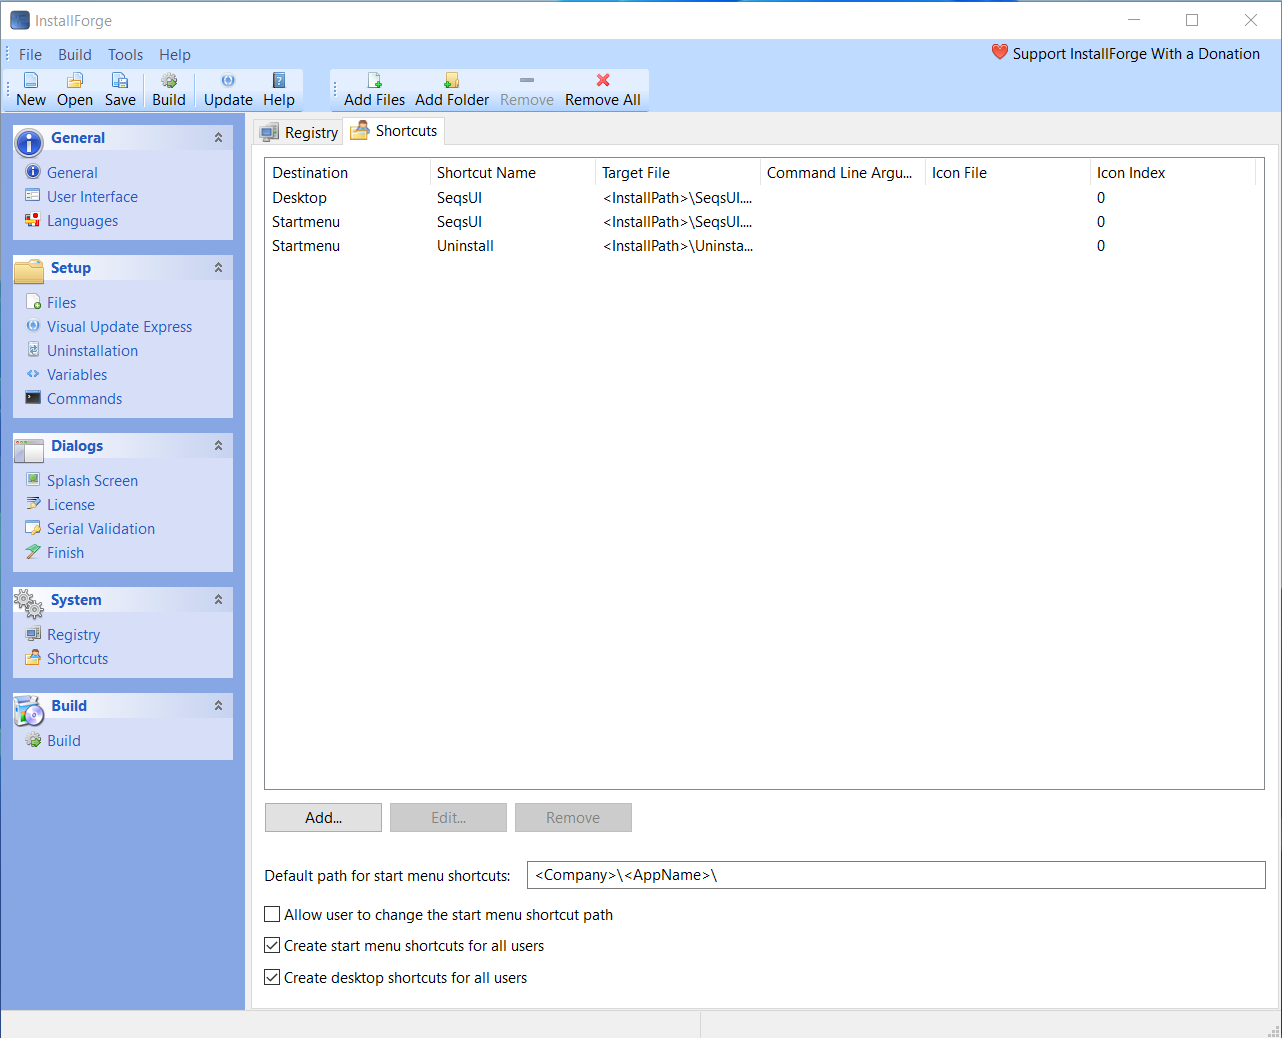 InstallForge
File Build Tools Help
Support InstallForge With a Donation
New Open Save Build Update Help Add Files Add Folder Remove Remove All
General
General
User Interface
Languages
Setup
Files
Visual Update Express
Uninstallation
Variables
Commands
Dialogs
Splash Screen
License
Serial Validation
Finish
System
Registry
Shortcuts
Build
Build
Registry Shortcuts
Destination Shortcut Name Target File Command Line Argu... Icon File Icon Index
Desktop SeqsUI <InstallPath>\SeqsUI.... 0
Startmenu SeqsUI <InstallPath>\SeqsUI.... 0
Startmenu Uninstall <InstallPath>\Uninsta... 0
Add... Edit... Remove
Default path for start menu shortcuts: <Company>\<AppName>\
Allow user to change the start menu shortcut path
Create start menu shortcuts for all users
Create desktop shortcuts for all users